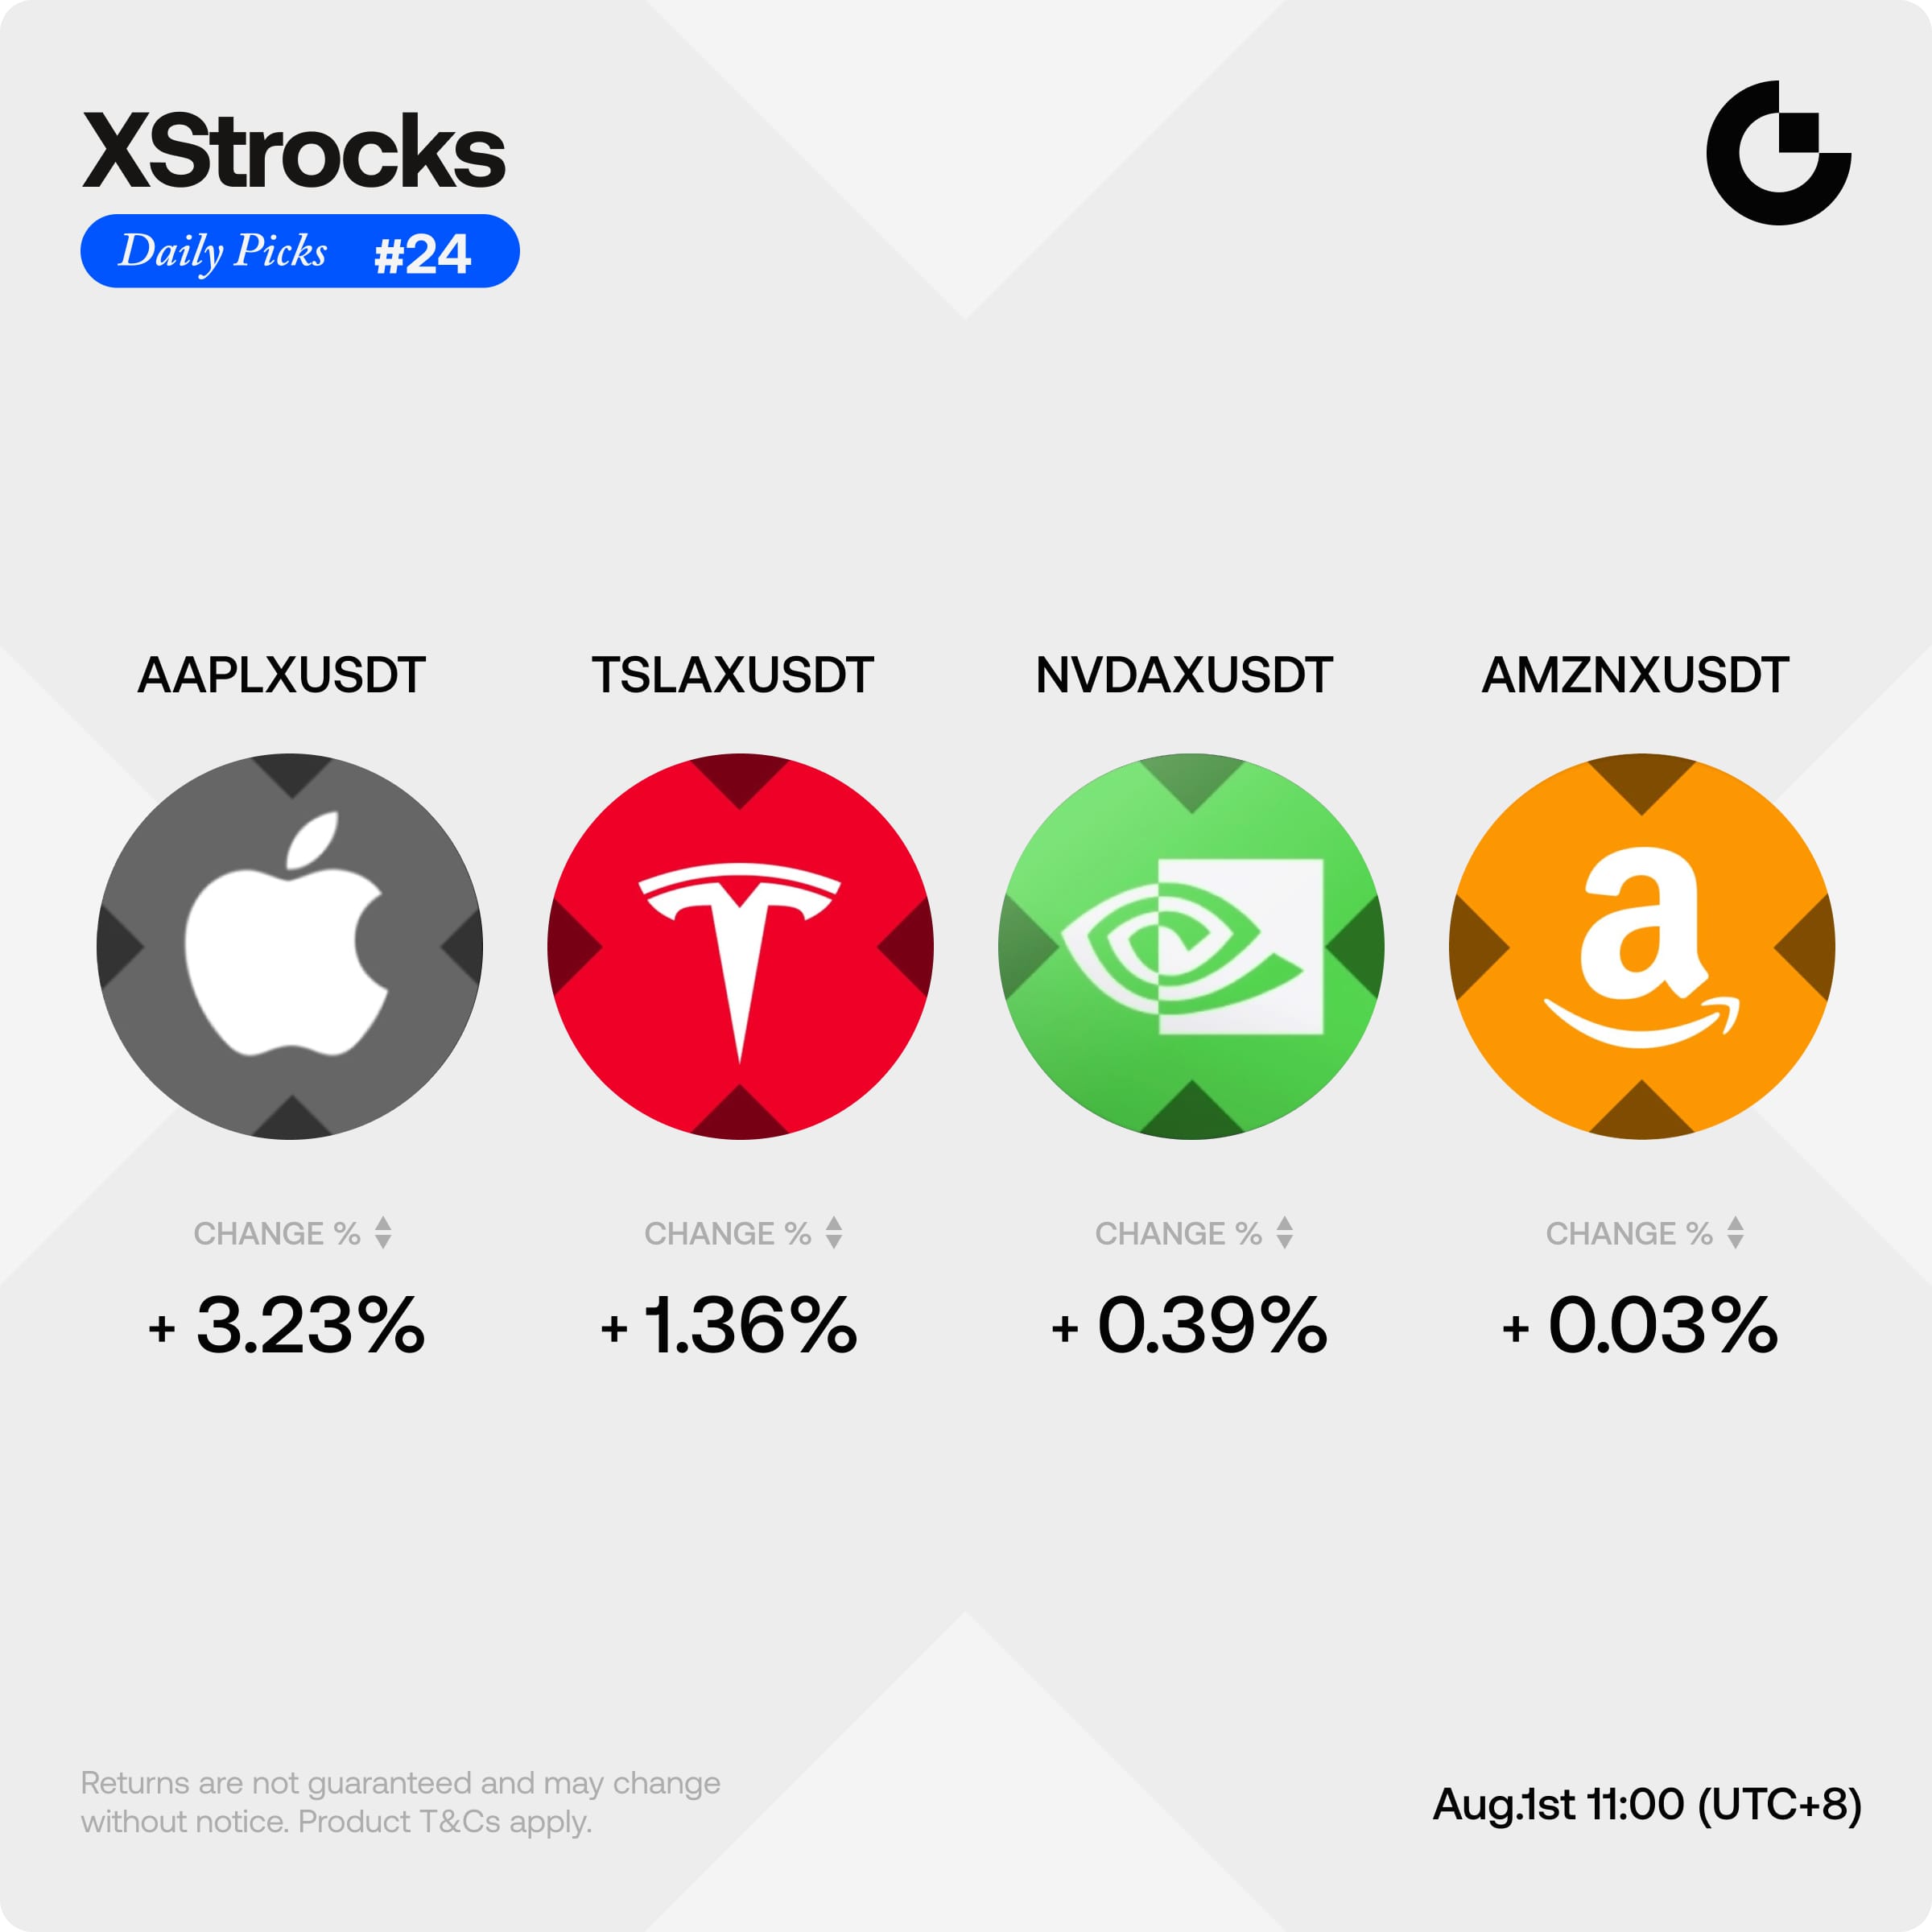 XStrocks
Daily Picks #24
AAPLXUSDT TSLAXUSDT NVDAXUSDT AMZNXUSDT
CHANGE % CHANGE % CHANGE % CHANGE %
+ 3.23% + 1.36% + 0.39% + 0.03%
Returns are not guaranteed and may change
without notice. Product T&Cs apply.
Aug.1st 11:00 (UTC+8)